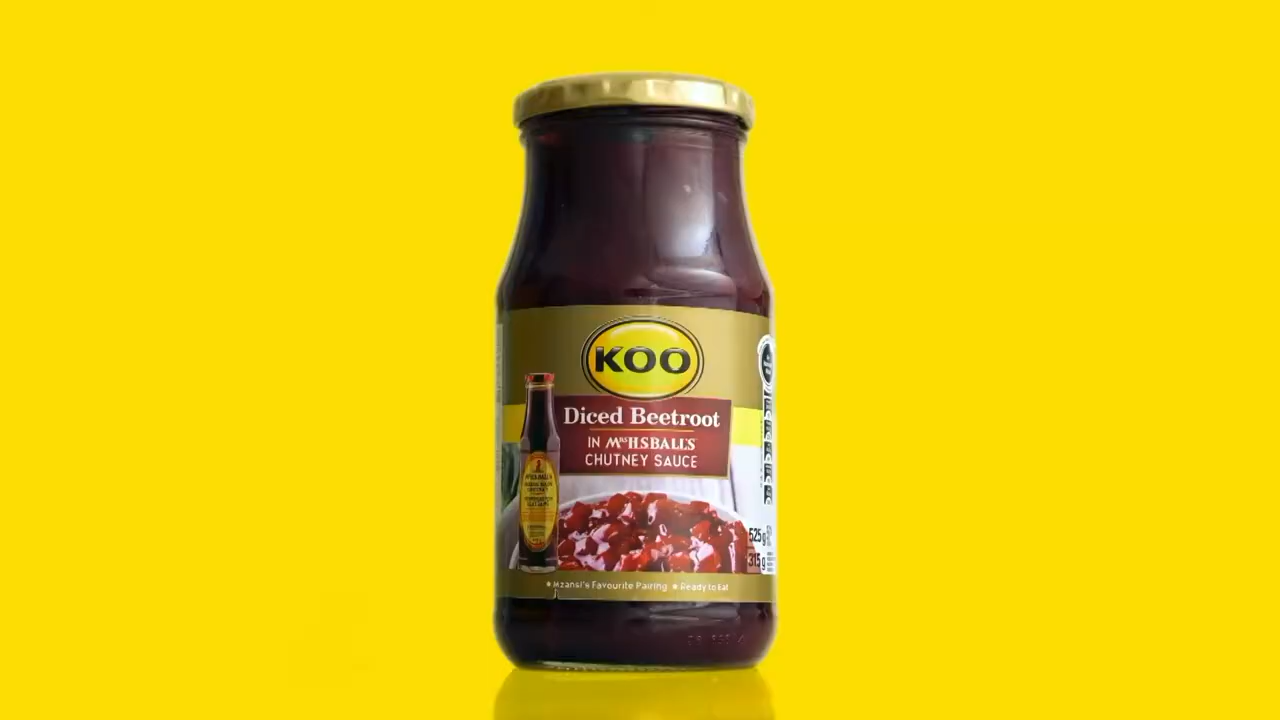 KOO
Diced Beetroot
IN MRS H.S. BALL'S
CHUTNEY SAUCE
525g
315g
★ Mzansi's Favourite Pairing ★ Ready to Eat